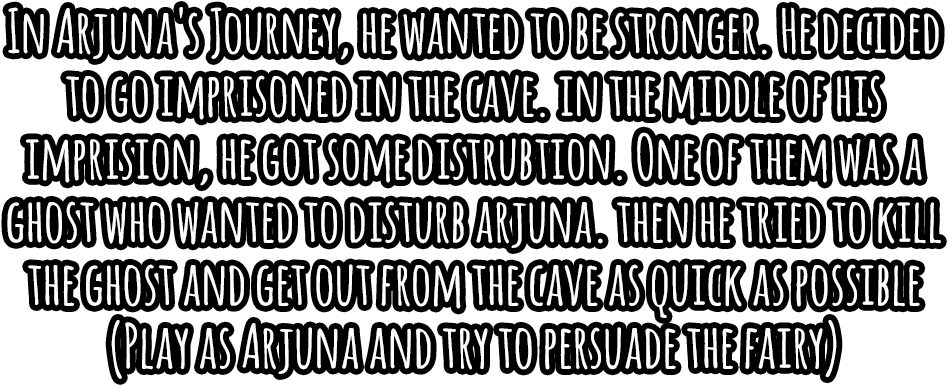 In Arjuna's Journey, he wanted to be stronger. He decided
to go imprisoned in the cave. in the middle of his
imprision, he got some distrubtion. One of them was a
ghost who wanted to disturb arjuna. then he tried to kill
the ghost and get out from the cave as quick as possible
(Play as Arjuna and try to persuade the fairy)